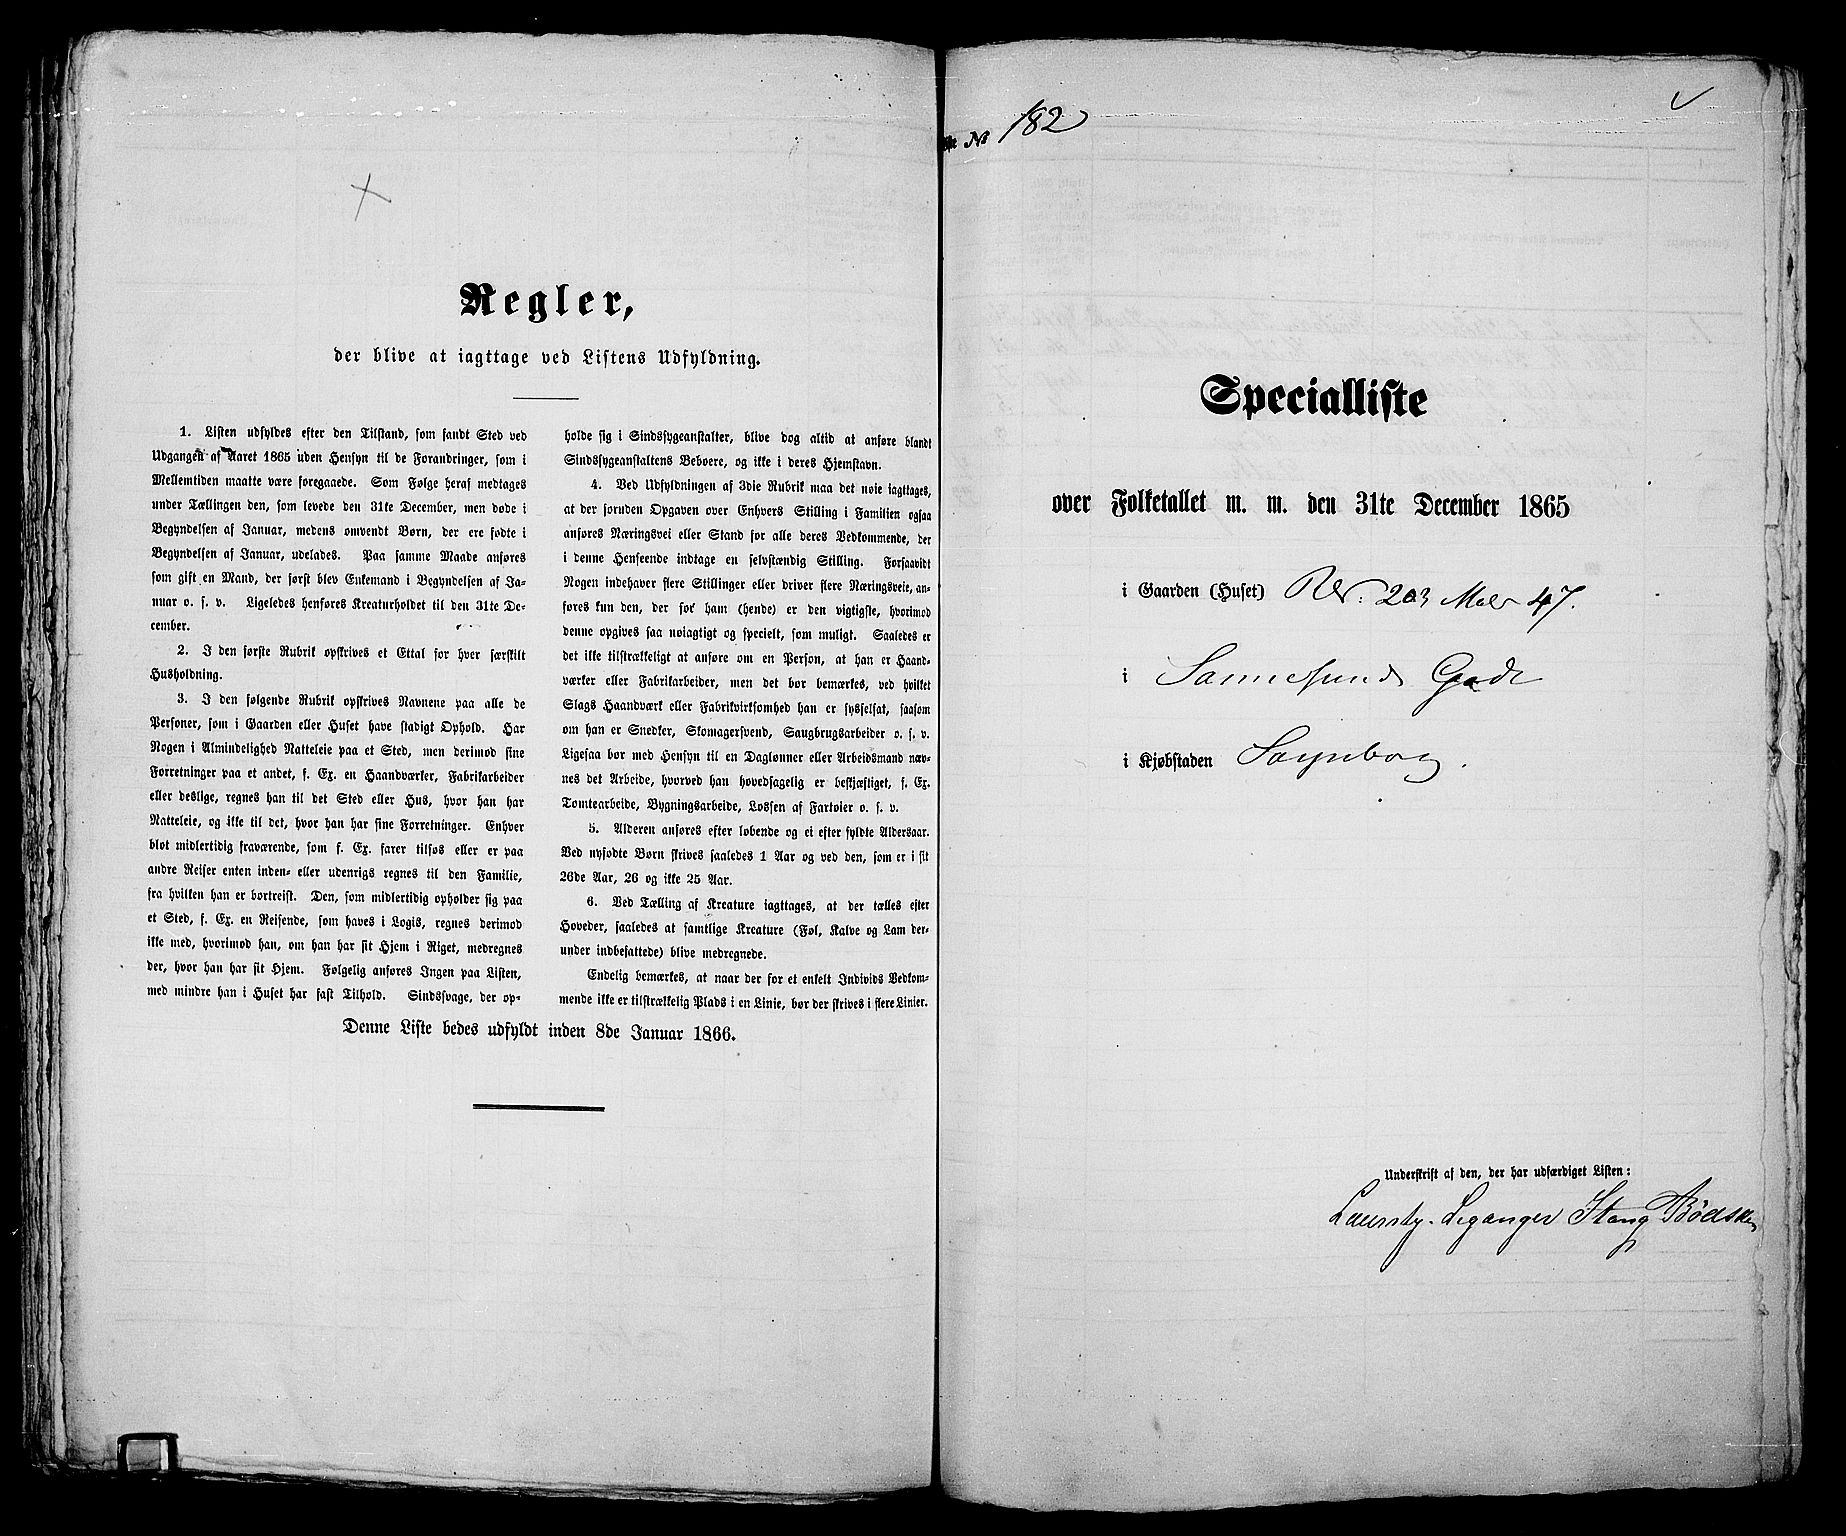 Regler,
der blive at iagttage ved Listens Udfyldning.
1. Listen udfyldes efter den Tilstand, som fandt Sted ved
Udgangen af Aaret 1865 uden Hensyn til de Forandringer, som i
Mellemtiden maatte være foregaaede. Som Følge heraf medtages
under Tællingen den, som levede den 31te December, men døde i
Begyndelsen af Januar, medens omvendt Børn, der ere fødte i
Begyndelsen af Januar, udelades. Paa samme Maade anføres
som gift en Mand, der først blev Enkemand i Begyndelsen af Ja-
nuar o. s. v. Ligeledes henføres Kreaturholdet til den 31te De-
cember.
2. I den første Rubrik opskrives et Ettal for hver særskilt
Husholdning.
3. I den følgende Rubrik opskrives Navnene paa alle de
Personer, som i Gaarden eller Huset have stadigt Ophold. Har
Nogen i Almindelighed Natteleie paa et Sted, men derimod sine
Forretninger paa et andet, f. Ex. en Haandværker, Fabrikarbeider
eller deslige, regnes han til det Sted eller Hus, hvor han har
Natteleie, og ikke til det, hvor han har sine Forretninger. Enhver
blot midlertidig fraværende, som f. Ex. farer tilsøs eller er paa
andre Reiser enten inden- eller udenrigs regnes til den Familie,
fra hvilken han er bortreist. Den, som midlertidig opholder sig paa
et Sted, f. Ex. en Reisende, som haves i Logis, regnes derimod
ikke med, hvorimod han, om han har sit Hjem i Riget, medregnes
der, hvor han har sit Hjem. Følgelig anføres Ingen paa Listen,
med mindre han i Huset har fast Tilhold. Sindssvage, der op-
holde sig i Sindssygeanstalter, blive dog altid at anføre blandt
Sindssygeanstaltens Beboere, og ikke i deres Hjemstavn.
4. Ved Udfyldningen af 3die Rubrik maa det nøie iagttages,
at der foruden Opgaven over Enhvers Stilling i Familien ogsaa
anføres Næringsvei eller Stand for alle deres Vedkommende, der
i denne Henseende indtage en selvstændig Stilling. Forsaavidt
Nogen indehaver flere Stillinger eller driver flere Næringsveie, an-
føres kun den, der for ham (hende) er den vigtigste, hvorimod
denne opgives saa nøiagtigt og specielt, som muligt. Saaledes er
det ikke tilstrækkeligt at anføre om en Person, at han er Haand-
værker eller Fabrikarbeider, men det bør bemærkes, ved hvilket
Slags Haandværk eller Fabrikvirksomhed han er sysselsat, saasom
om han er Snedker, Skomagersvend, Saugbrugsarbeider o. s. v.
Ligesaa bør med Hensyn til en Daglønner eller Arbeidsmand næv-
nes det Arbeide, hvorved han hovedsagelig er beskjæftiget, f. Ex.
Tomtearbeide, Bygningsarbeide, Lossen af Fartøier o. s. v.
5. Alderen anføres efter løbende og ei efter fyldte Aldersaar.
Ved nyfødte Børn skrives saaledes 1 Aar og ved den, som er i sit
26de Aar, 26 og ikke 25 Aar.
6. Ved Tælling af Kreature iagttages, at der tælles efter
Hoveder, saaledes at samtlige Kreature (Føl, Kalve og Lam der-
under indbefattede) blive medregnede.
Endelig bemærkes, at naar der for et enkelt Individs Vedkom-
mende ikke er tilstrækkelig Plads i en Linie, bør der skrives i flere Linier.
Denne Liste bedes udfyldt inden 8de Januar 1866.
No 182
Specialliste
over Folketallet m. m. den 31te December 1865
i Gaarden (Huset) 203 47.
i Sannesunds Gade
i Kjøbstaden Sarpsborg.
Underskrift af den, der har udfærdiget Listen:
Leganger Stang